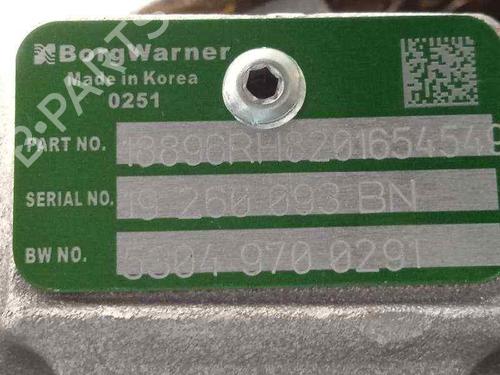 BorgWarner
Made in Korea
0251
PART NO.
SERIAL NO. 19 260 093 BN
BW NO. 5304 970 0291
B-PARTS